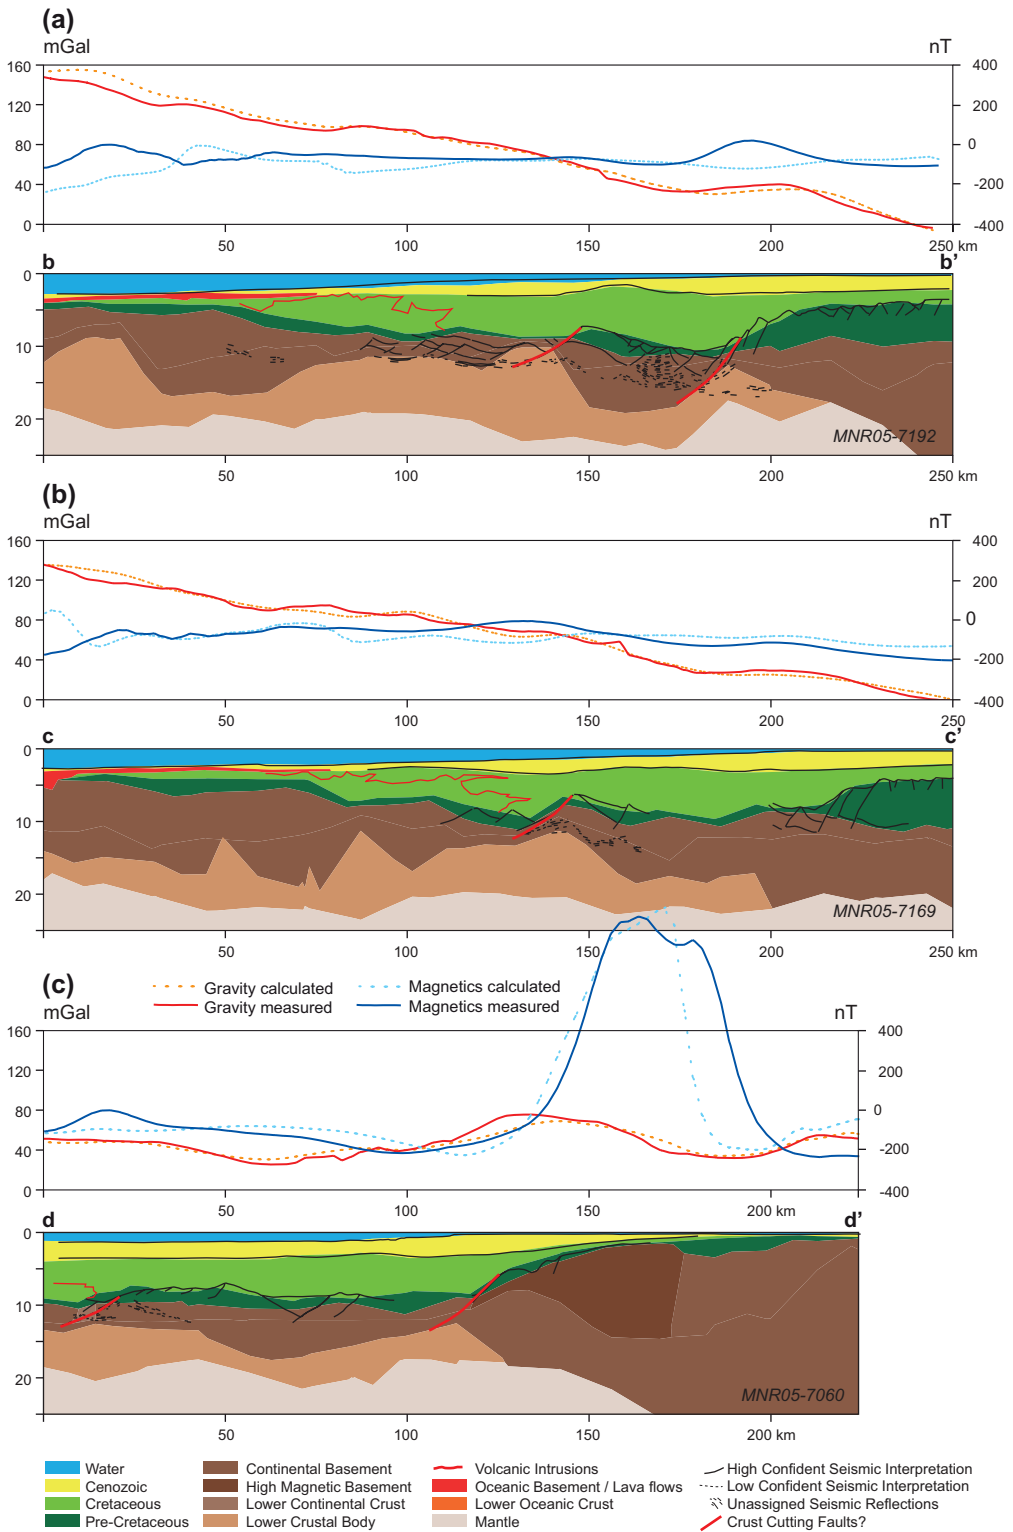 (a)
mGal nT
160 400
120 200
80 0
40 -200
0 -400
50 100 150 200 250 km
b b'
0
10
20
MNR05-7192
50 100 150 200 250 km
(b)
mGal nT
160 400
120 200
80 0
40 -200
0 -400
50 100 150 200 250
c c'
0
10
20
MNR05-7169
50 100 150 200 250 km
(c)
Gravity calculated Magnetics calculated
Gravity measured Magnetics measured
mGal nT
160 400
120 200
80 0
40 -200
0 -400
50 100 150 200 km
d d'
0
10
20
MNR05-7060
50 100 150 200 km
Water Continental Basement Volcanic Intrusions High Confident Seismic Interpretation
Cenozoic High Magnetic Basement Oceanic Basement / Lava flows Low Confident Seismic Interpretation
Cretaceous Lower Continental Crust Lower Oceanic Crust Unassigned Seismic Reflections
Pre-Cretaceous Lower Crustal Body Mantle Crust Cutting Faults?